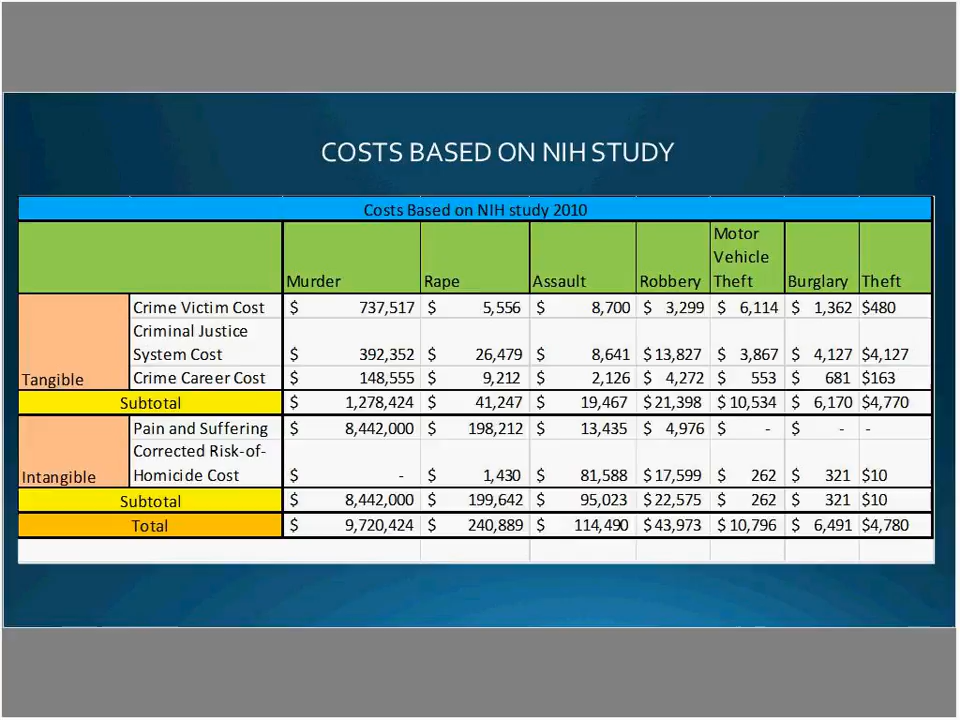 COSTS BASED ON NIH STUDY
Costs Based on NIH study 2010
Murder Rape Assault Robbery Motor Vehicle Theft Burglary Theft
Tangible
Crime Victim Cost $ 737,517 $ 5,556 $ 8,700 $ 3,299 $ 6,114 $ 1,362 $480
Criminal Justice
System Cost $ 392,352 $ 26,479 $ 8,641 $13,827 $ 3,867 $ 4,127 $4,127
Crime Career Cost $ 148,555 $ 9,212 $ 2,126 $ 4,272 $ 553 $ 681 $163
Subtotal $ 1,278,424 $ 41,247 $ 19,467 $21,398 $10,534 $ 6,170 $4,770
Intangible
Pain and Suffering $ 8,442,000 $ 198,212 $ 13,435 $ 4,976 $ - $ - -
Corrected Risk-of-
Homicide Cost $ - $ 1,430 $ 81,588 $17,599 $ 262 $ 321 $10
Subtotal $ 8,442,000 $ 199,642 $ 95,023 $22,575 $ 262 $ 321 $10
Total $ 9,720,424 $ 240,889 $ 114,490 $43,973 $10,796 $ 6,491 $4,780